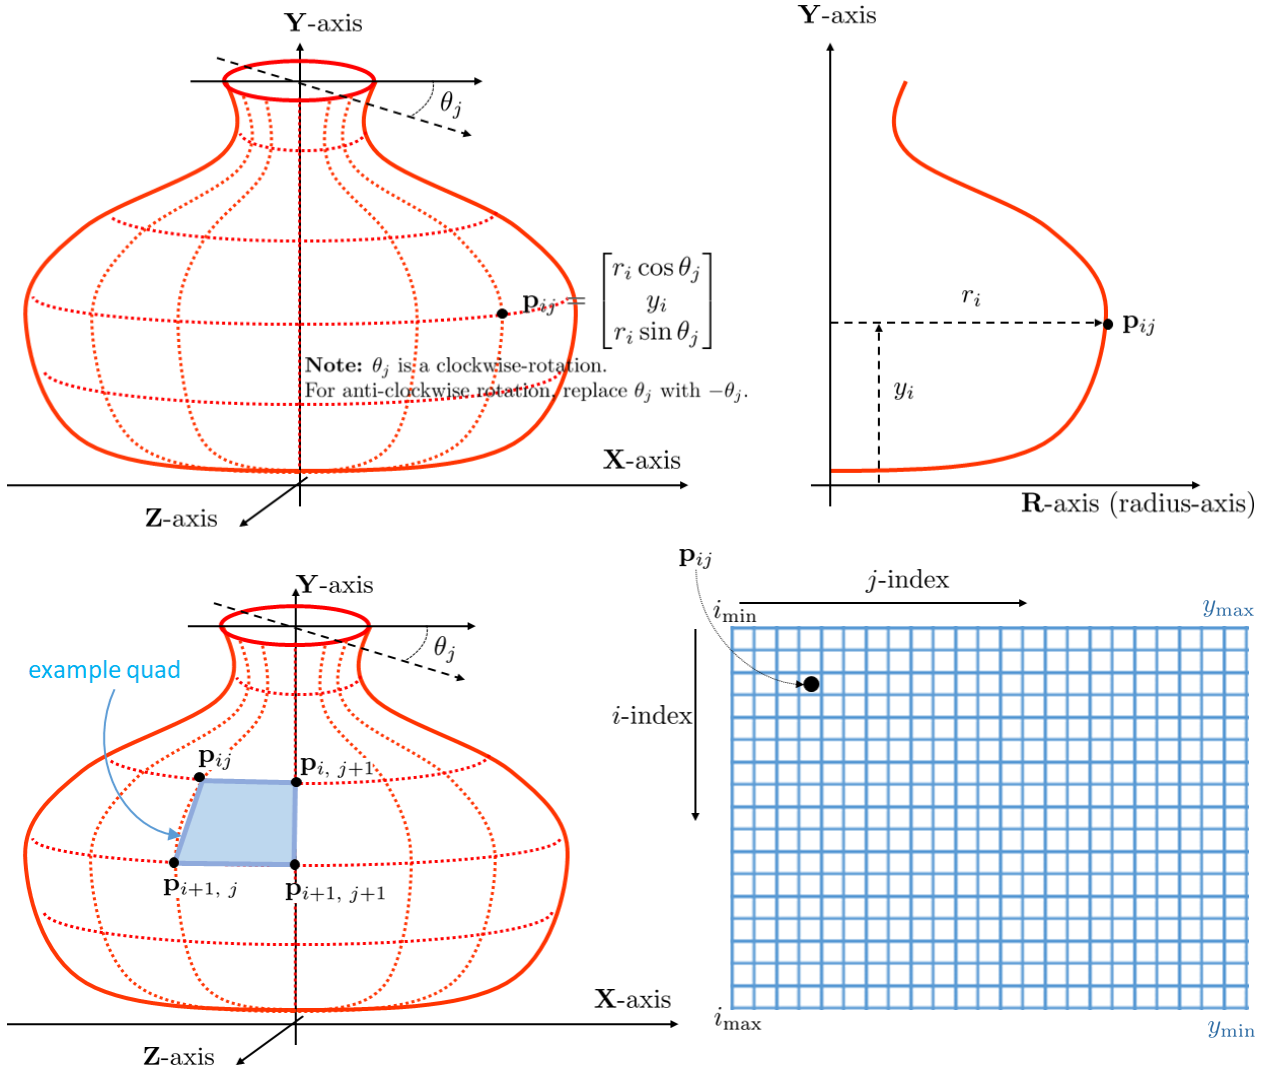 Y-axis
θj
pij = [ri cos θj
yi
ri sin θj]
Note: θj is a clockwise-rotation.
For anti-clockwise rotation, replace θj with −θj.
X-axis
Z-axis
Y-axis
ri
pij
yi
R-axis (radius-axis)
Y-axis
θj
example quad
pij
pi, j+1
pi+1, j
pi+1, j+1
X-axis
Z-axis
pij
j-index
imin
ymax
i-index
imax
ymin